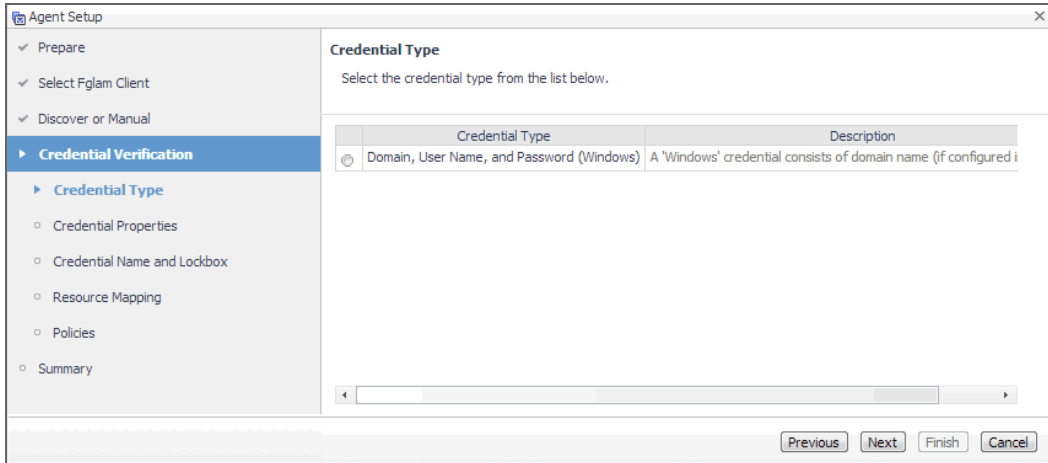 Agent Setup
Prepare
Select Fglam Client
Discover or Manual
Credential Verification
Credential Type
Credential Properties
Credential Name and Lockbox
Resource Mapping
Policies
Summary
Credential Type
Select the credential type from the list below.
Credential Type Description
Domain, User Name, and Password (Windows) A 'Windows' credential consists of domain name (if configured i
Previous Next Finish Cancel